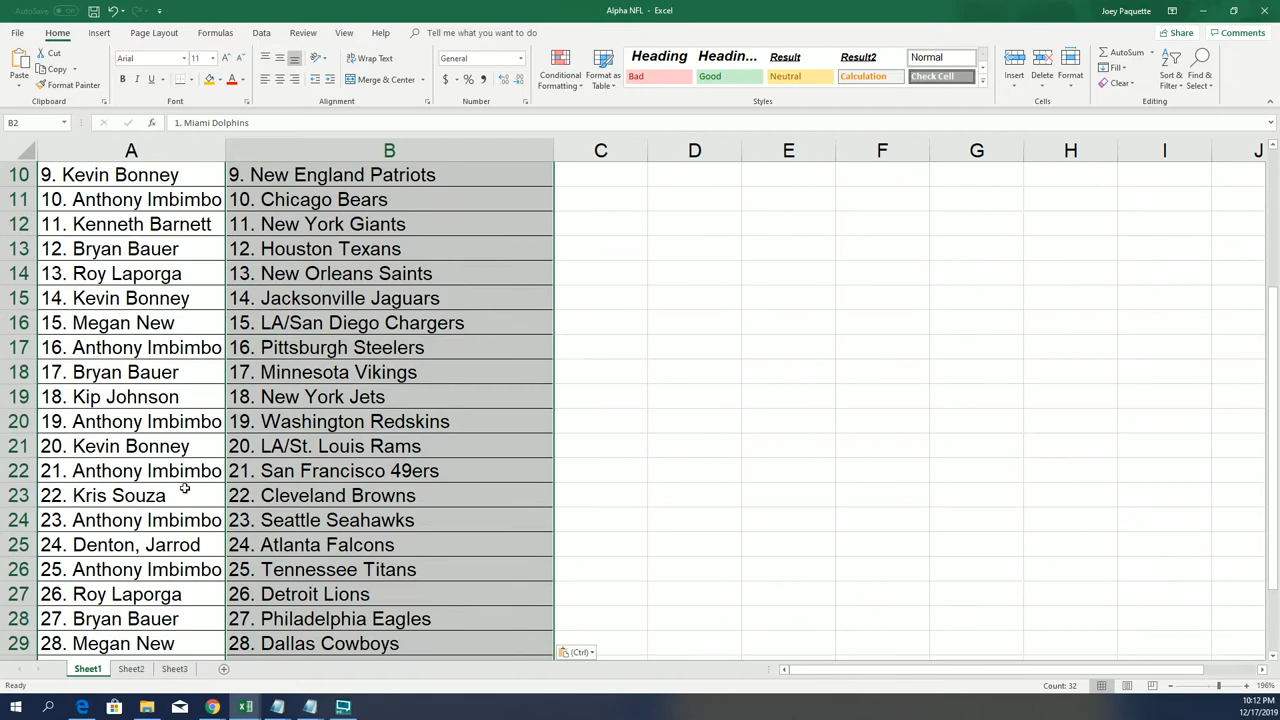 AutoSave Off
Alpha NFL - Excel
Joey Paquette
File Home Insert Page Layout Formulas Data Review View Help Tell me what you want to do
Share Comments
Paste
Cut
Copy
Format Painter
Clipboard
Arial 11
B I U
Font
Wrap Text
Merge & Center
Alignment
General
$ % ,
Number
Conditional Formatting
Format as Table
Heading Headin... Result Result2 Normal
Bad Good Neutral Calculation Check Cell
Styles
Insert Delete Format
Cells
AutoSum
Fill
Clear
Sort & Filter
Find & Select
Editing
B2 fx 1. Miami Dolphins
A B C D E F G H I J
10 9. Kevin Bonney 9. New England Patriots
11 10. Anthony Imbimbo 10. Chicago Bears
12 11. Kenneth Barnett 11. New York Giants
13 12. Bryan Bauer 12. Houston Texans
14 13. Roy Laporga 13. New Orleans Saints
15 14. Kevin Bonney 14. Jacksonville Jaguars
16 15. Megan New 15. LA/San Diego Chargers
17 16. Anthony Imbimbo 16. Pittsburgh Steelers
18 17. Bryan Bauer 17. Minnesota Vikings
19 18. Kip Johnson 18. New York Jets
20 19. Anthony Imbimbo 19. Washington Redskins
21 20. Kevin Bonney 20. LA/St. Louis Rams
22 21. Anthony Imbimbo 21. San Francisco 49ers
23 22. Kris Souza 22. Cleveland Browns
24 23. Anthony Imbimbo 23. Seattle Seahawks
25 24. Denton, Jarrod 24. Atlanta Falcons
26 25. Anthony Imbimbo 25. Tennessee Titans
27 26. Roy Laporga 26. Detroit Lions
28 27. Bryan Bauer 27. Philadelphia Eagles
29 28. Megan New 28. Dallas Cowboys
(Ctrl)
Sheet1 Sheet2 Sheet3
Ready
Count: 32
196%
10:12 PM
12/17/2019